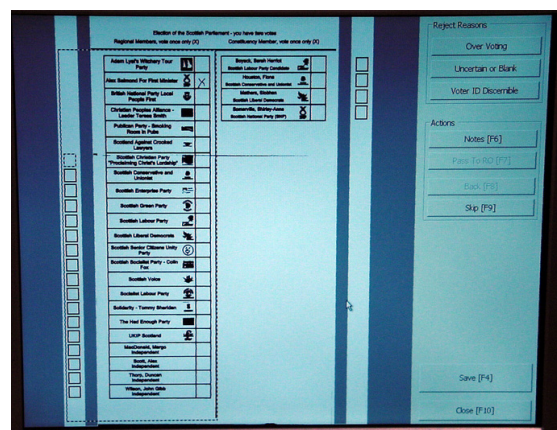 Election of the Scottish Parliament - you have two votes
Regional Members, vote once only (X)
Constituency Member, vote once only (X)
Adam Lyal's Witchery Tour
Party
Alex Salmond For First Minister
British National Party Local
People First
Christian Peoples Alliance -
Leader Teresa Smith
Publican Party - Smoking
Room in Pubs
Scotland Against Crooked
Lawyers
Scottish Christian Party
"Proclaiming Christ's Lordship"
Scottish Conservative and
Unionist
Scottish Enterprise Party
Scottish Green Party
Scottish Labour Party
Scottish Liberal Democrats
Scottish Senior Citizens Unity
Party
Scottish Socialist Party - Colin
Fox
Scottish Voice
Socialist Labour Party
Solidarity - Tommy Sheridan
The Had Enough Party
UKIP Scotland
MacDonald, Margo
Independent
Scott, Alex
Independent
Thorp, Duncan
Independent
Wilson, John Gibb
Independent
Boyack, Sarah Herriot
Scottish Labour Party Candidate
Houston, Fiona
Scottish Conservative and Unionist
Mathers, Stephen
Scottish Liberal Democrats
Somerville, Shirley-Anne
Scottish National Party (SNP)
Reject Reasons
Over Voting
Uncertain or Blank
Voter ID Discernible
Actions
Notes [F6]
Pass To RO [F7]
Back [F8]
Skip [F9]
Save [F4]
Close [F10]